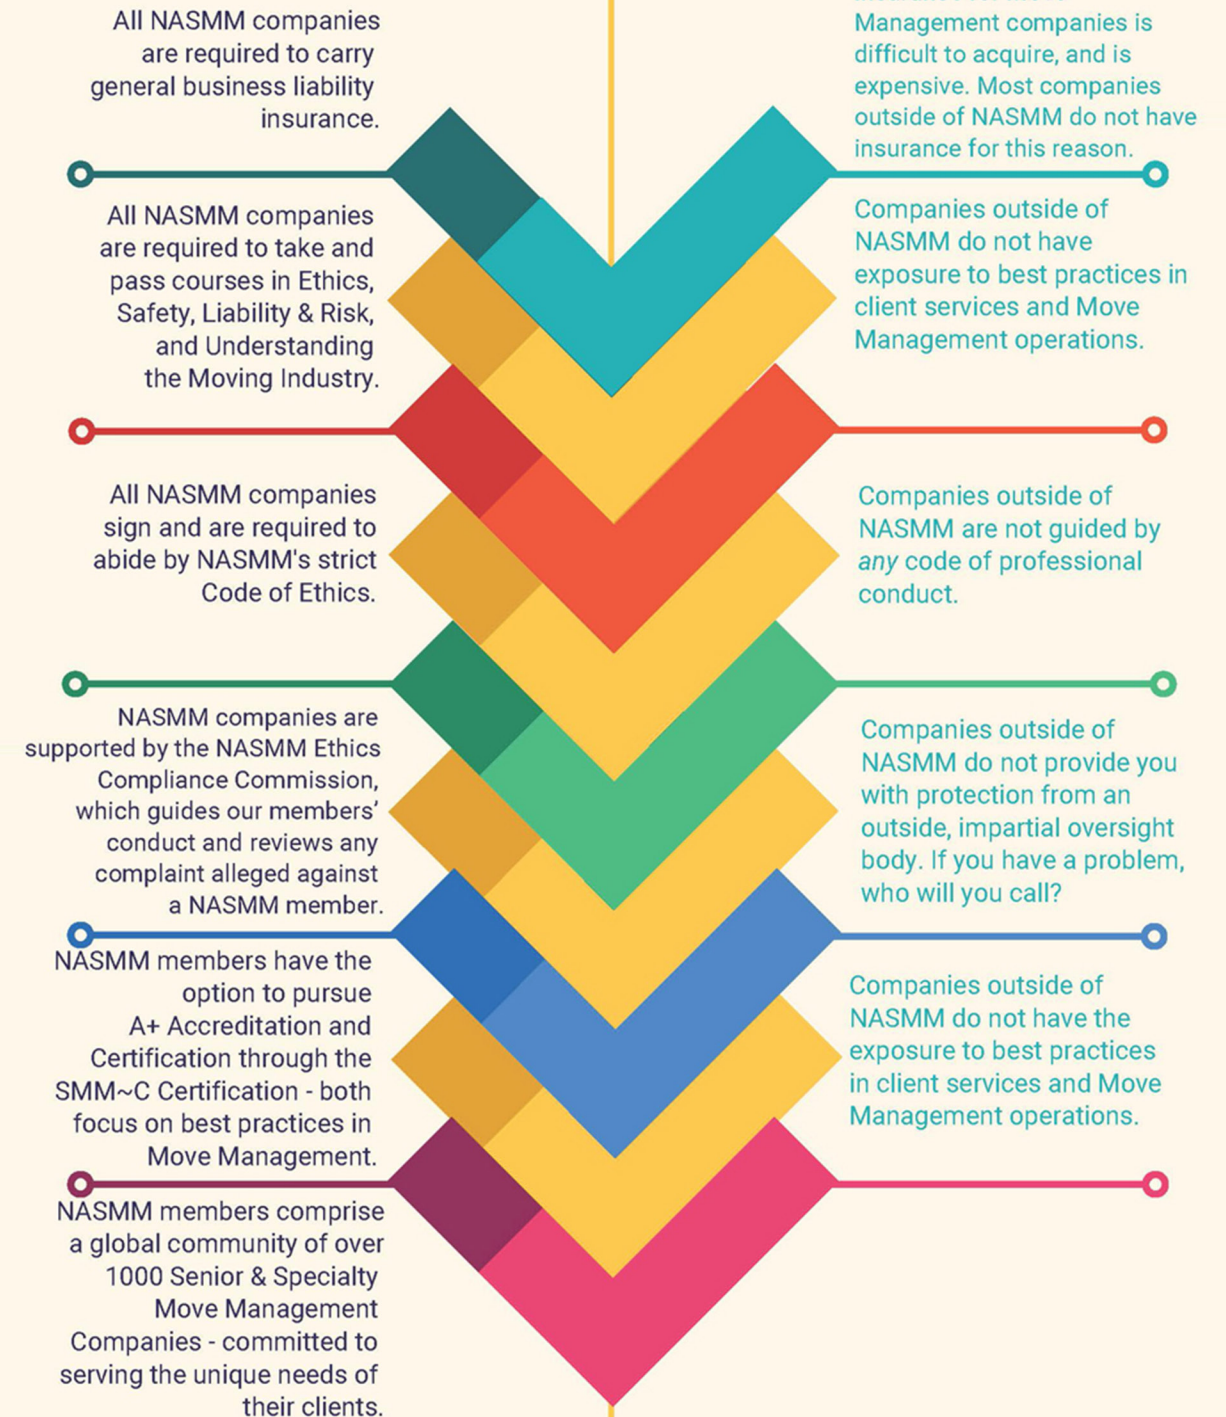 All NASMM companies
are required to carry
general business liability
insurance.
Management companies is
difficult to acquire, and is
expensive. Most companies
outside of NASMM do not have
insurance for this reason.
All NASMM companies
are required to take and
pass courses in Ethics,
Safety, Liability & Risk,
and Understanding
the Moving Industry.
Companies outside of
NASMM do not have
exposure to best practices in
client services and Move
Management operations.
All NASMM companies
sign and are required to
abide by NASMM's strict
Code of Ethics.
Companies outside of
NASMM are not guided by
any code of professional
conduct.
NASMM companies are
supported by the NASMM Ethics
Compliance Commission,
which guides our members’
conduct and reviews any
complaint alleged against
a NASMM member.
Companies outside of
NASMM do not provide you
with protection from an
outside, impartial oversight
body. If you have a problem,
who will you call?
NASMM members have the
option to pursue
A+ Accreditation and
Certification through the
SMM~C Certification - both
focus on best practices in
Move Management.
Companies outside of
NASMM do not have the
exposure to best practices
in client services and Move
Management operations.
NASMM members comprise
a global community of over
1000 Senior & Specialty
Move Management
Companies - committed to
serving the unique needs of
their clients.